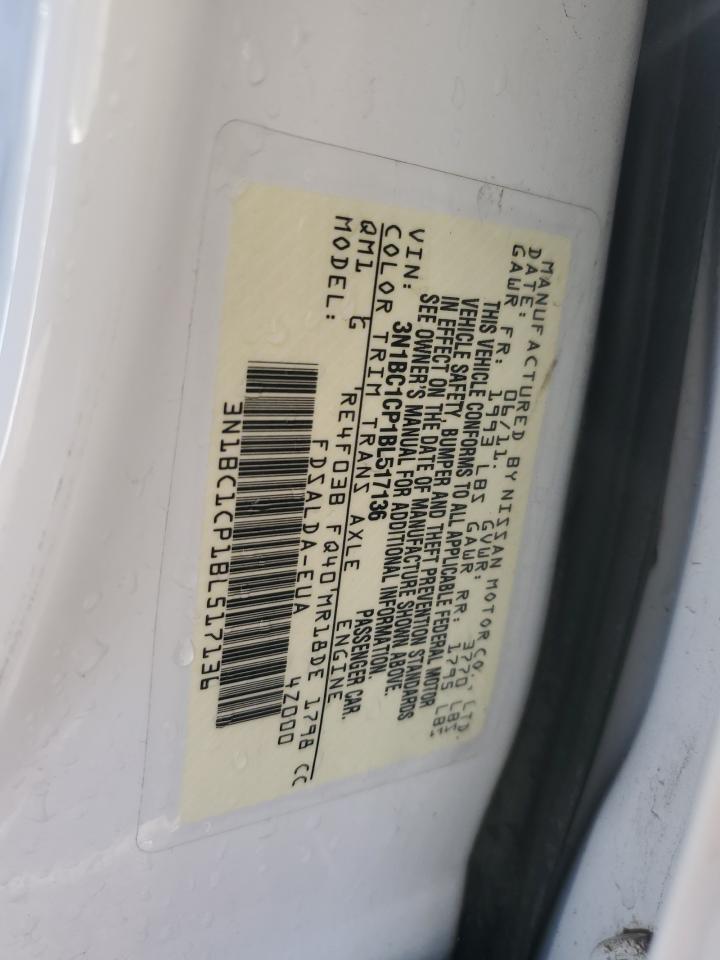 MANUFACTURED BY NISSAN MOTOR CO., LTD.
DATE: 06/11. GVWR: 3770 LBS
GAWR FR: 1993 LBS GAWR RR: 1795 LBS
THIS VEHICLE CONFORMS TO ALL APPLICABLE FEDERAL MOTOR
VEHICLE SAFETY, BUMPER AND THEFT PREVENTION STANDARDS
IN EFFECT ON THE DATE OF MANUFACTURE SHOWN ABOVE.
SEE OWNER'S MANUAL FOR ADDITIONAL INFORMATION.
VIN: 3N1BC1CP1BL517136 PASSENGER CAR.
COLOR TRIM TRANS AXLE ENGINE
QM1 G RE4F03B FQ40 MR18DE 1798 CC
MODEL: FDSALDA-EUA 4Z000
3N1BC1CP1BL517136